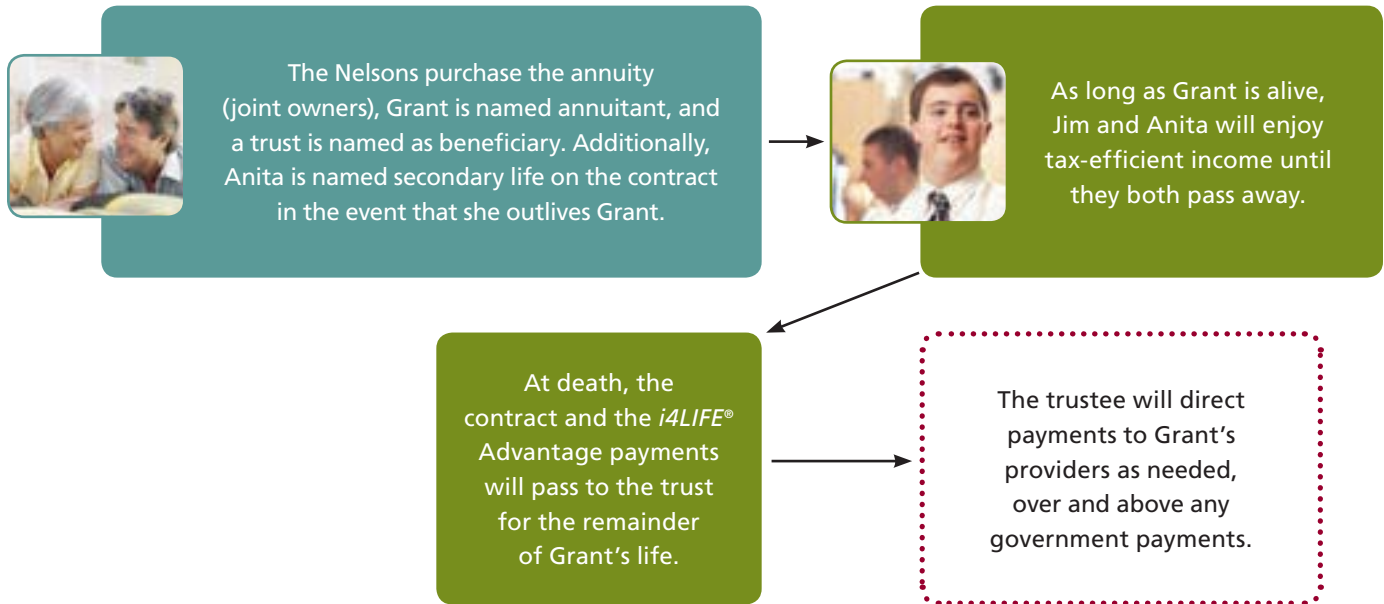 The Nelsons purchase the annuity
(joint owners), Grant is named annuitant, and
a trust is named as beneficiary. Additionally,
Anita is named secondary life on the contract
in the event that she outlives Grant.
As long as Grant is alive,
Jim and Anita will enjoy
tax-efficient income until
they both pass away.
At death, the
contract and the i4LIFE®
Advantage payments
will pass to the trust
for the remainder
of Grant’s life.
The trustee will direct
payments to Grant’s
providers as needed,
over and above any
government payments.